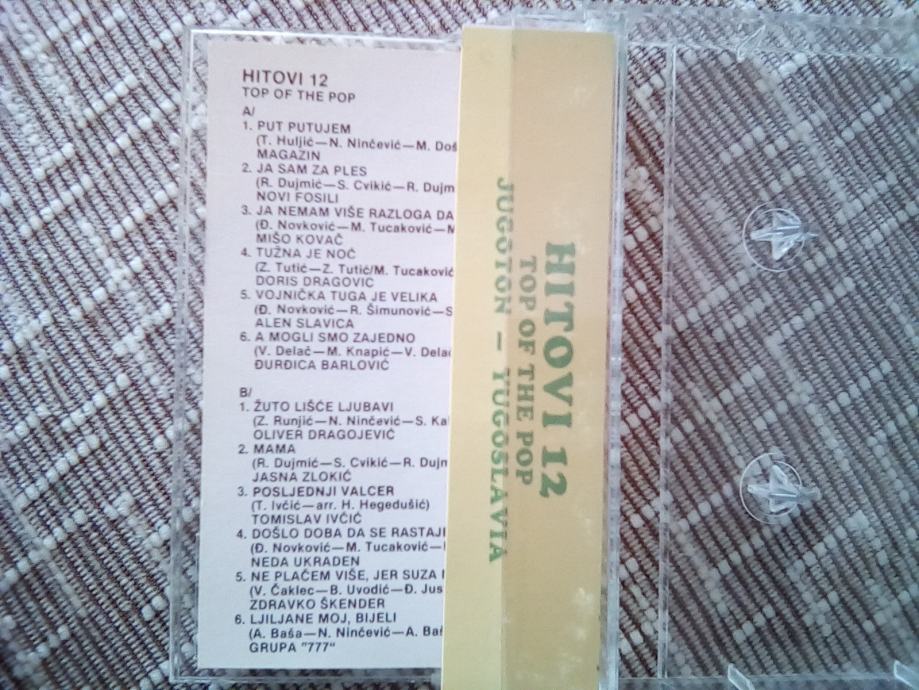 HITOVI 12
TOP OF THE POP
A/
1. PUT PUTUJEM
(T. Huljić—N. Ninčević—M. Doš
MAGAZIN
2. JA SAM ZA PLES
(R. Dujmić—S. Cvikić—R. Dujm
NOVI FOSILI
3. JA NEMAM VIŠE RAZLOGA DA
(Đ. Novković—M. Tucaković—M
MIŠO KOVAČ
4. TUŽNA JE NOČ
(Z. Tutić—Z. Tutić/M. Tucaković
DORIS DRAGOVIC
5. VOJNIČKA TUGA JE VELIKA
(Đ. Novković—R. Šimunović—S
ALEN SLAVICA
6. A MOGLI SMO ZAJEDNO
(V. Delač—M. Knapić—V. Delač
ĐURĐICA BARLOVIĆ
B/
1. ŽUTO LIŠĆE LJUBAVI
(Z. Runjić—N. Ninčević—S. Ka
OLIVER DRAGOJEVIĆ
2. MAMA
(R. Dujmić—S. Cvikić—R. Dujm
JASNA ZLOKIĆ
3. POSLJEDNJI VALCER
(T. Ivčić—arr. H. Hegedušić)
TOMISLAV IVČIĆ
4. DOŠLO DOBA DA SE RASTAJE
(Đ. Novković—M. Tucaković—
NEDA UKRADEN
5. NE PLAČEM VIŠE, JER SUZA
(V. Čaklec—B. Uvodić—Đ. Jus
ZDRAVKO ŠKENDER
6. LJILJANE MOJ, BIJELI
(A. Baša—N. Ninčević—A. Baš
GRUPA "777"
HITOVI 12
TOP OF THE POP
JUGOTON — YUGOSLAVIA